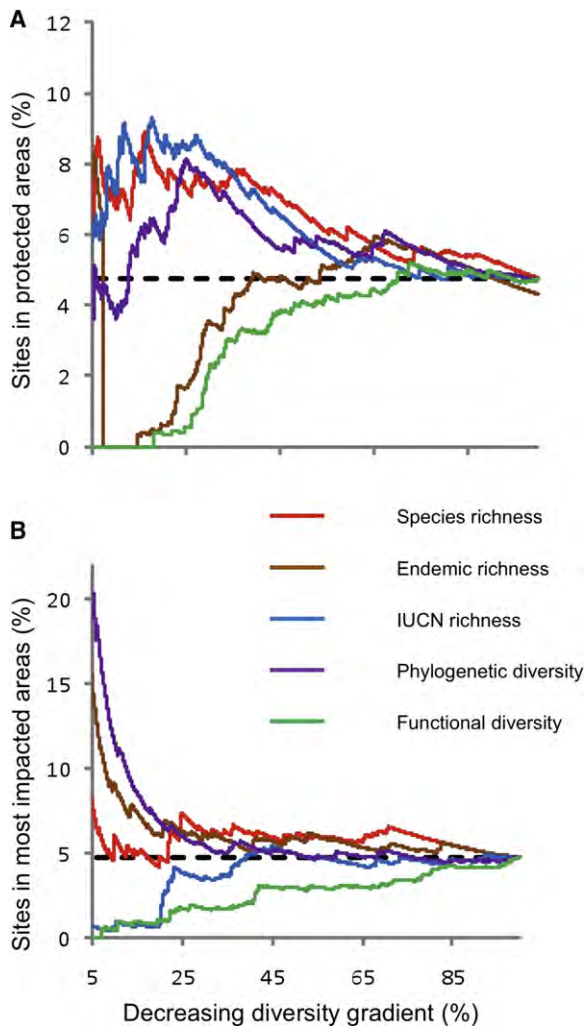 A
Sites in protected areas (%)
12
10
8
6
4
2
0
B
Species richness
Endemic richness
IUCN richness
Phylogenetic diversity
Functional diversity
Sites in most impacted areas (%)
20
15
10
5
0
5 25 45 65 85
Decreasing diversity gradient (%)